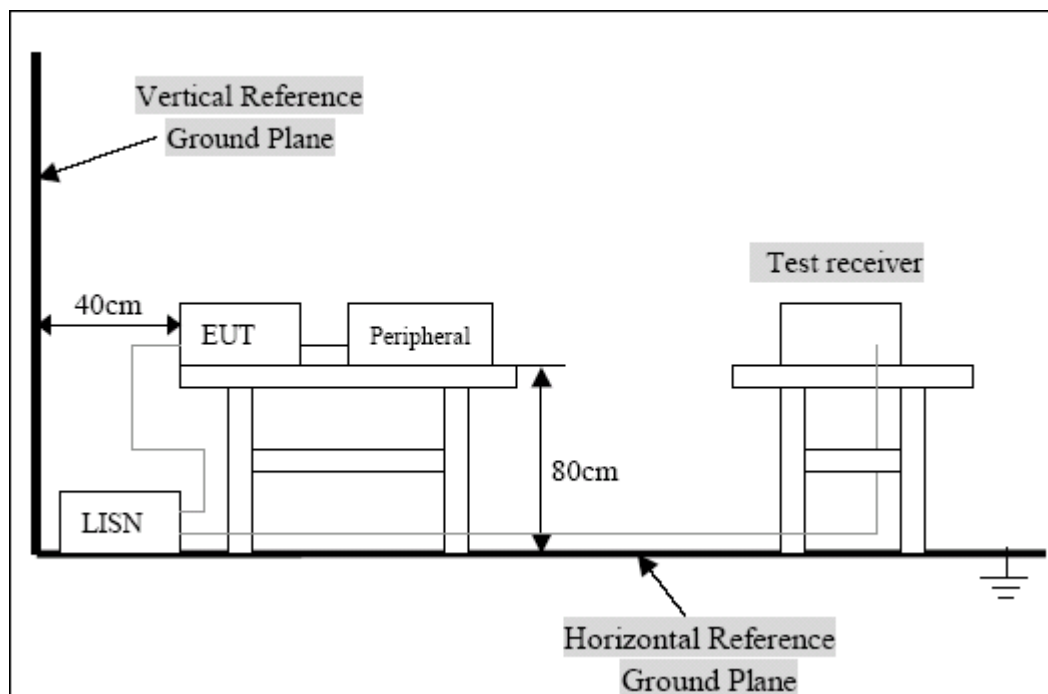 Vertical Reference
Ground Plane
Test receiver
40cm
EUT
Peripheral
80cm
LISN
Horizontal Reference
Ground Plane